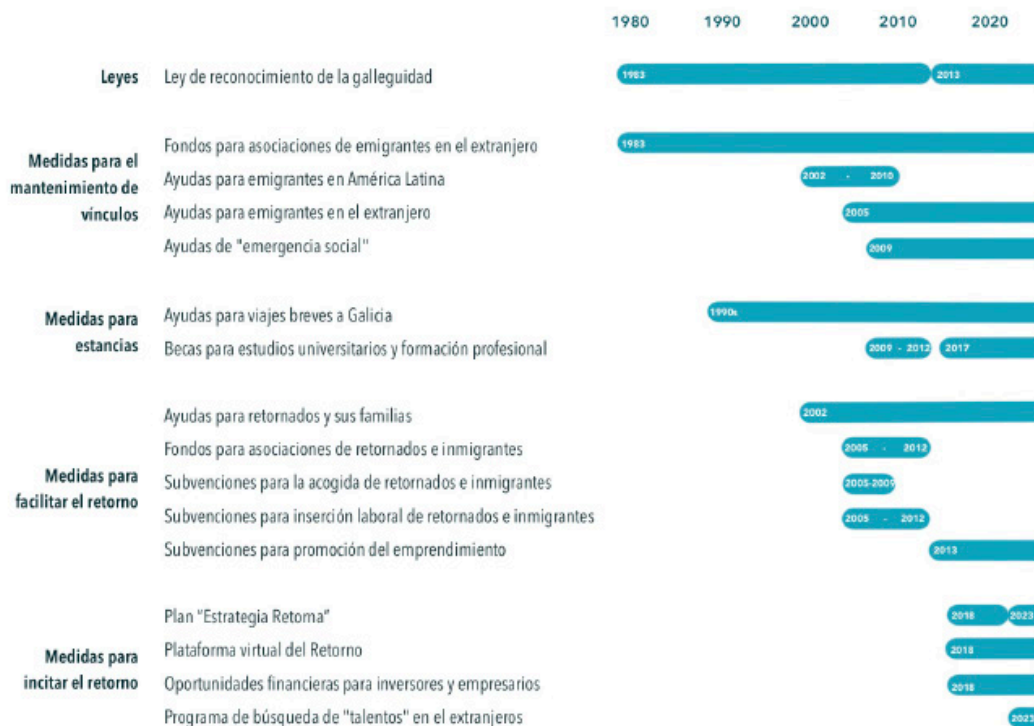 1980 1990 2000 2010 2020
Leyes Ley de reconocimiento de la galleguidad 1983 2013
Fondos para asociaciones de emigrantes en el extranjero 1983
Medidas para el
mantenimiento de
vínculos
Ayudas para emigrantes en América Latina 2002 - 2010
Ayudas para emigrantes en el extranjero 2005
Ayudas de "emergencia social" 2009
Medidas para
estancias
Ayudas para viajes breves a Galicia 1990s
Becas para estudios universitarios y formación profesional 2009 - 2012 2017
Medidas para
facilitar el retorno
Ayudas para retornados y sus familias 2002
Fondos para asociaciones de retornados e inmigrantes 2005 - 2012
Subvenciones para la acogida de retornados e inmigrantes 2005-2009
Subvenciones para inserción laboral de retornados e inmigrantes 2005 - 2012
Subvenciones para promoción del emprendimiento 2013
Medidas para
incitar el retorno
Plan "Estrategia Retorna" 2018 2023
Plataforma virtual del Retorno 2018
Oportunidades financieras para inversores y empresarios 2018
Programa de búsqueda de "talentos" en el extranjeros